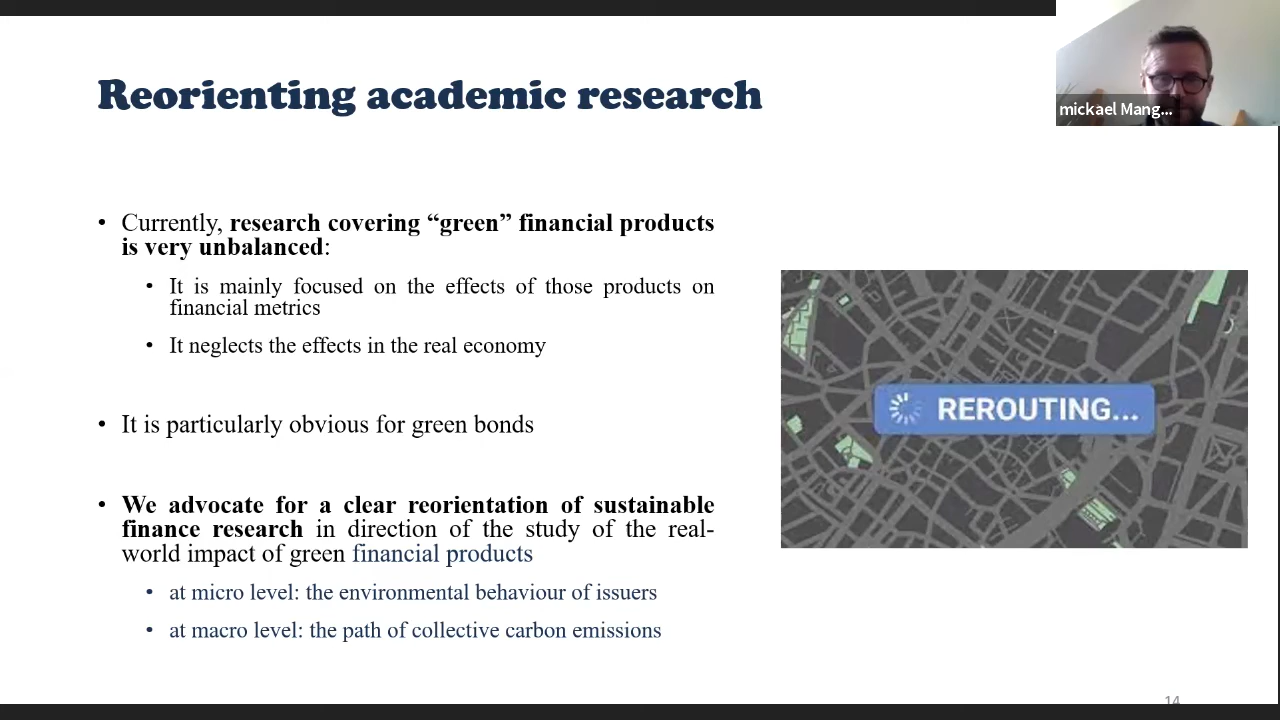 Reorienting academic research
mickael Mang...
• Currently, research covering “green” financial products
is very unbalanced:
• It is mainly focused on the effects of those products on
financial metrics
• It neglects the effects in the real economy
• It is particularly obvious for green bonds
• We advocate for a clear reorientation of sustainable
finance research in direction of the study of the real-
world impact of green financial products
• at micro level: the environmental behaviour of issuers
• at macro level: the path of collective carbon emissions
REROUTING...
14